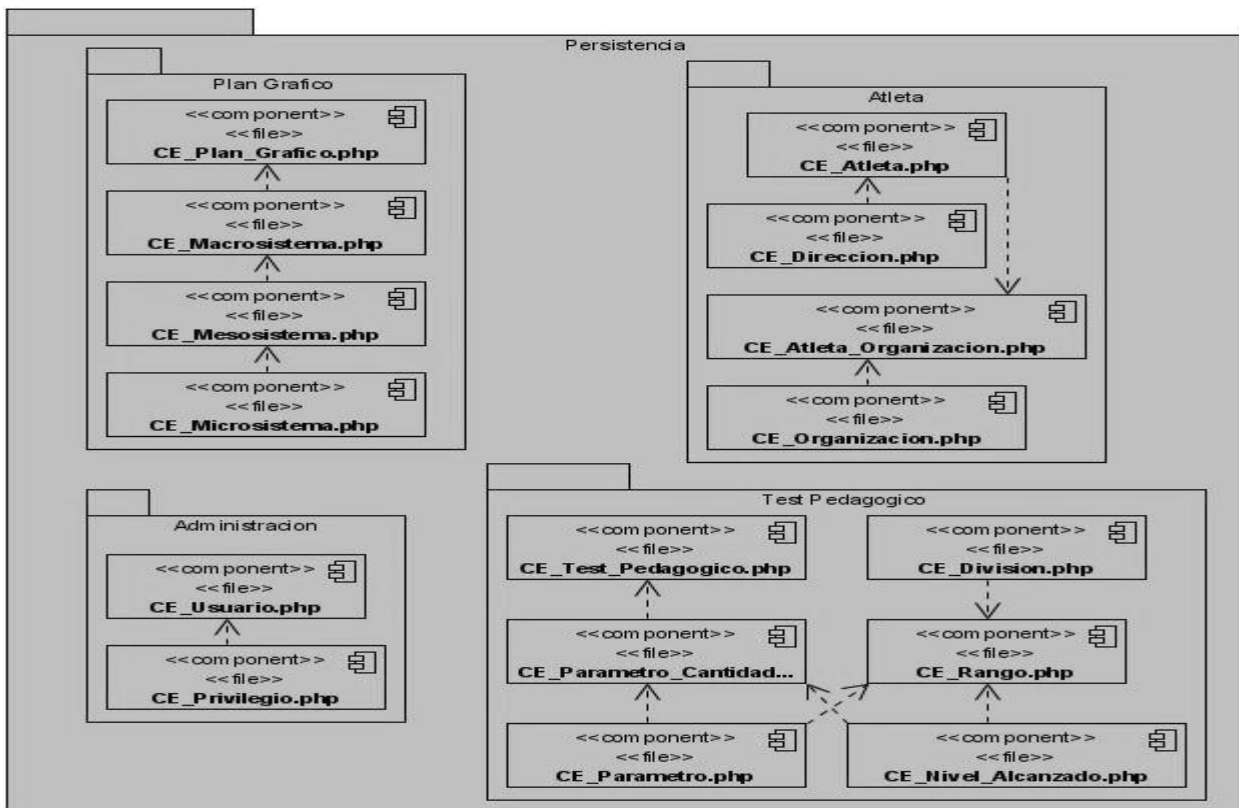 Persistencia
Plan Grafico
<<component>>
<<file>>
CE_Plan_Grafico.php
<<component>>
<<file>>
CE_Macrosistema.php
<<component>>
<<file>>
CE_Mesosistema.php
<<component>>
<<file>>
CE_Microsistema.php
Atleta
<<component>>
<<file>>
CE_Atleta.php
<<component>>
<<file>>
CE_Direccion.php
<<component>>
<<file>>
CE_Atleta_Organizacion.php
<<component>>
<<file>>
CE_Organizacion.php
Administracion
<<component>>
<<file>>
CE_Usuario.php
<<component>>
<<file>>
CE_Privilegio.php
Test Pedagogico
<<component>>
<<file>>
CE_Test_Pedagogico.php
<<component>>
<<file>>
CE_Division.php
<<component>>
<<file>>
CE_Parametro_Cantidad...
<<component>>
<<file>>
CE_Rango.php
<<component>>
<<file>>
CE_Parametro.php
<<component>>
<<file>>
CE_Nivel_Alcanzado.php